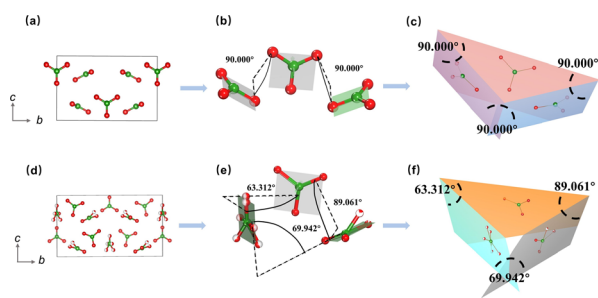 (a)
c
b
(b)
90.000°
90.000°
(c)
90.000°
90.000°
90.000°
(d)
c
b
(e)
63.312°
89.061°
69.942°
(f)
63.312°
89.061°
69.942°